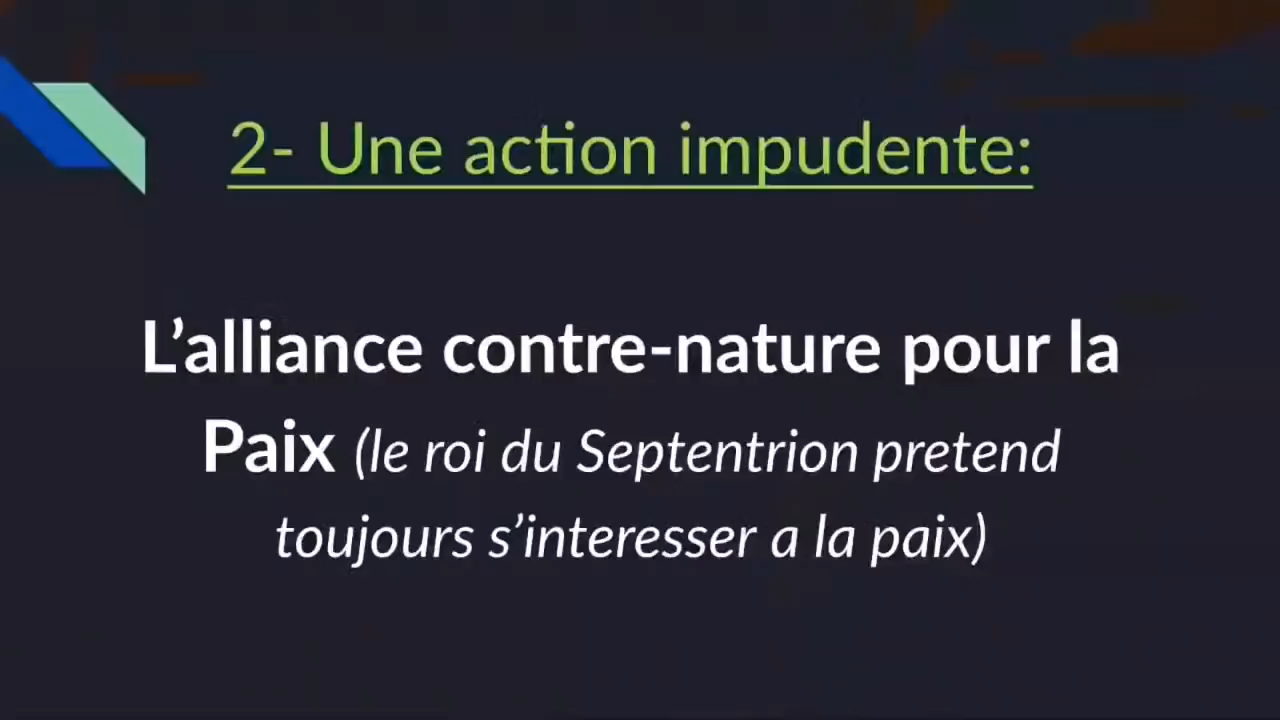 2- Une action impudente:
L’alliance contre-nature pour la
Paix (le roi du Septentrion pretend
toujours s’interesser a la paix)